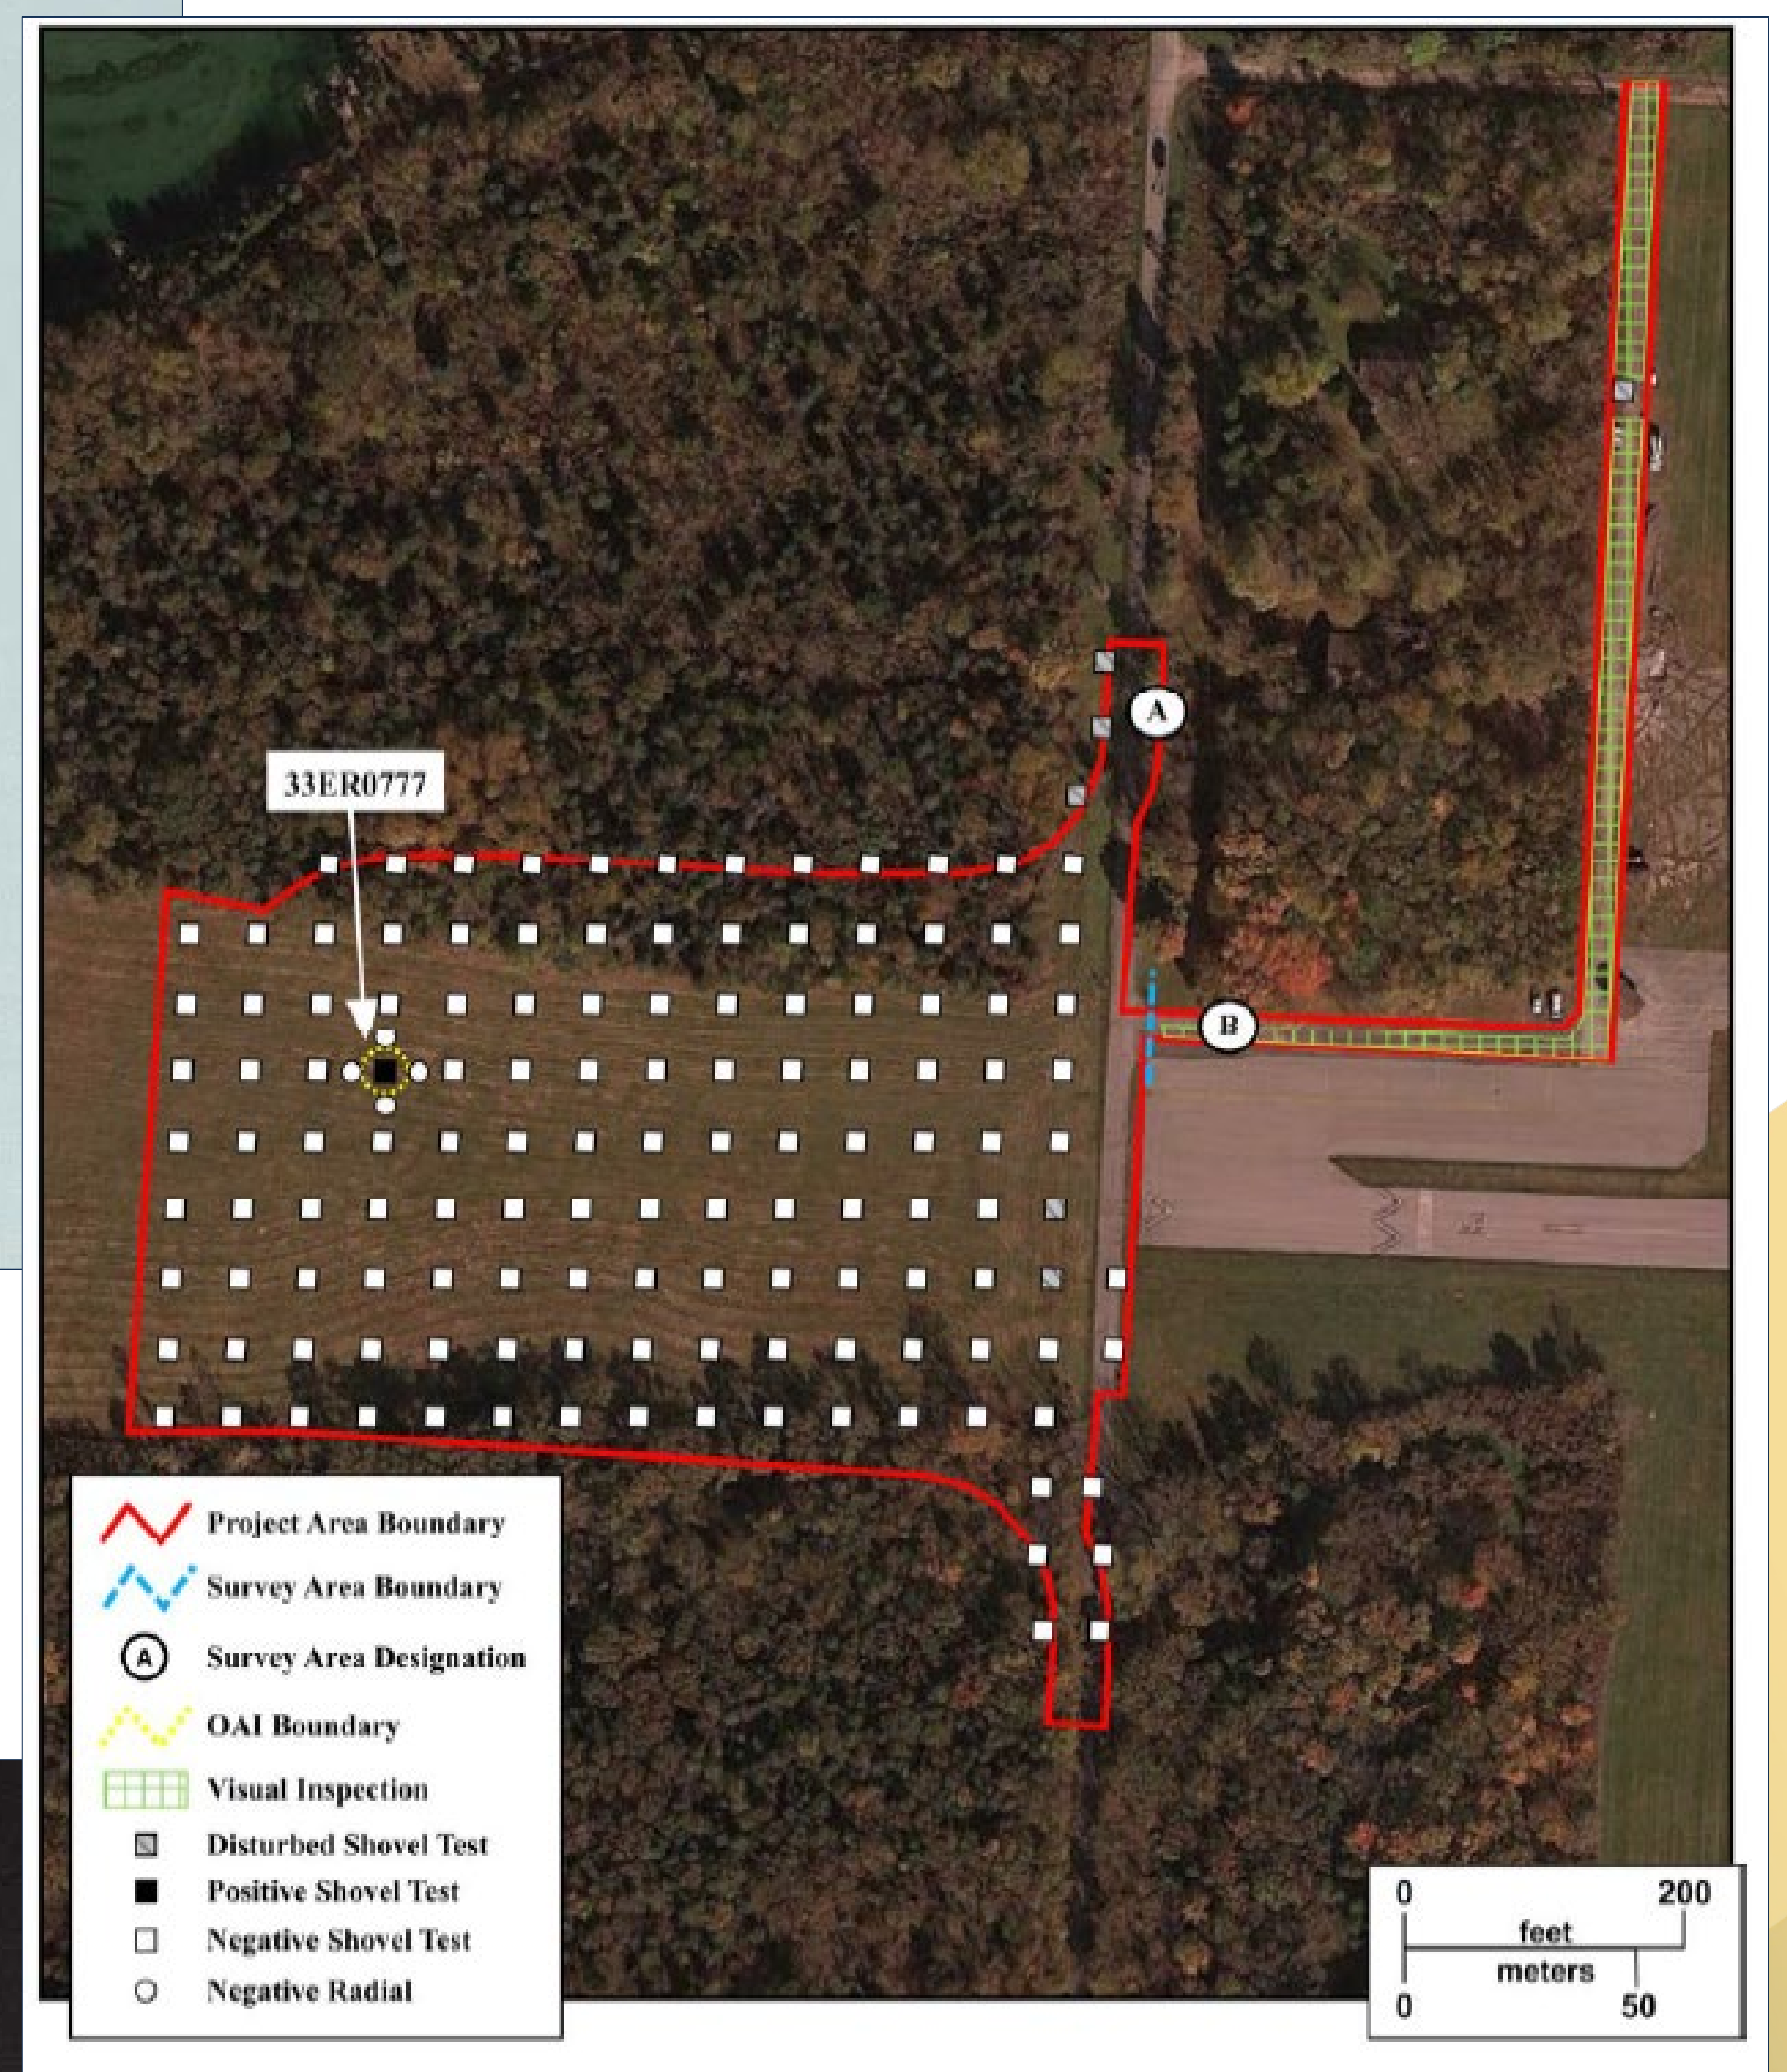 A
33ER0777
B
Project Area Boundary
Survey Area Boundary
A Survey Area Designation
OAI Boundary
Visual Inspection
Disturbed Shovel Test
Positive Shovel Test
Negative Shovel Test
Negative Radial
0 200
feet
meters
0 50